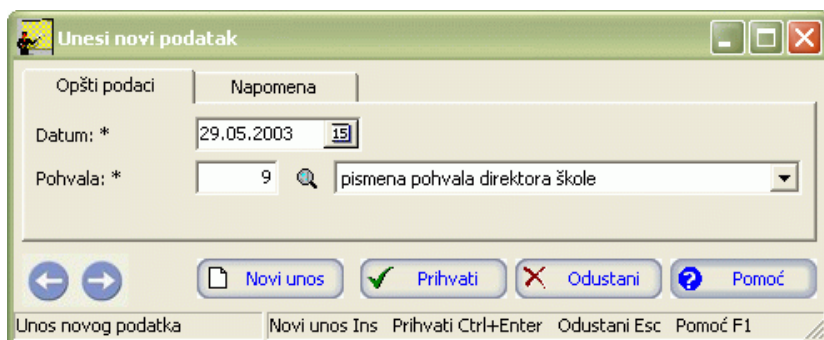 Unesi novi podatak
Opšti podaci Napomena
Datum: * 29.05.2003 15
Pohvala: * 9 pismena pohvala direktora škole
Novi unos Prihvati Odustani ? Pomoć
Unos novog podatka Novi unos Ins Prihvati Ctrl+Enter Odustani Esc Pomoć F1